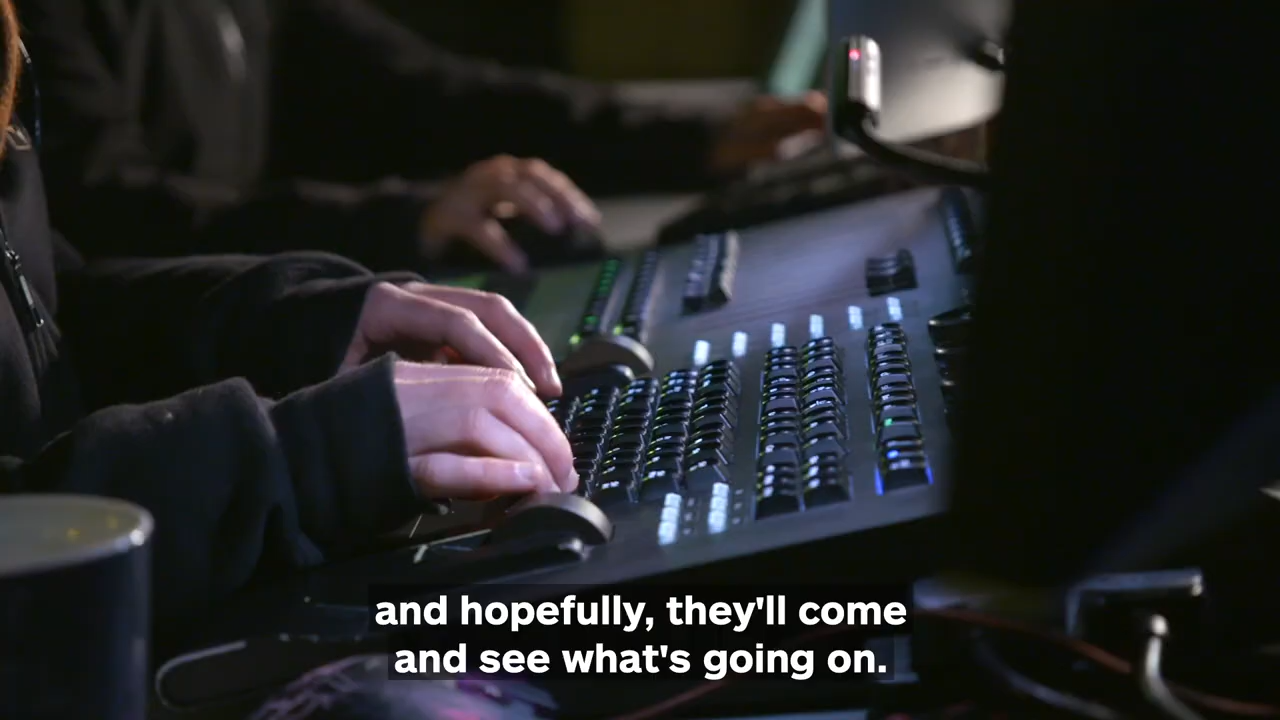 and hopefully, they'll come
and see what's going on.